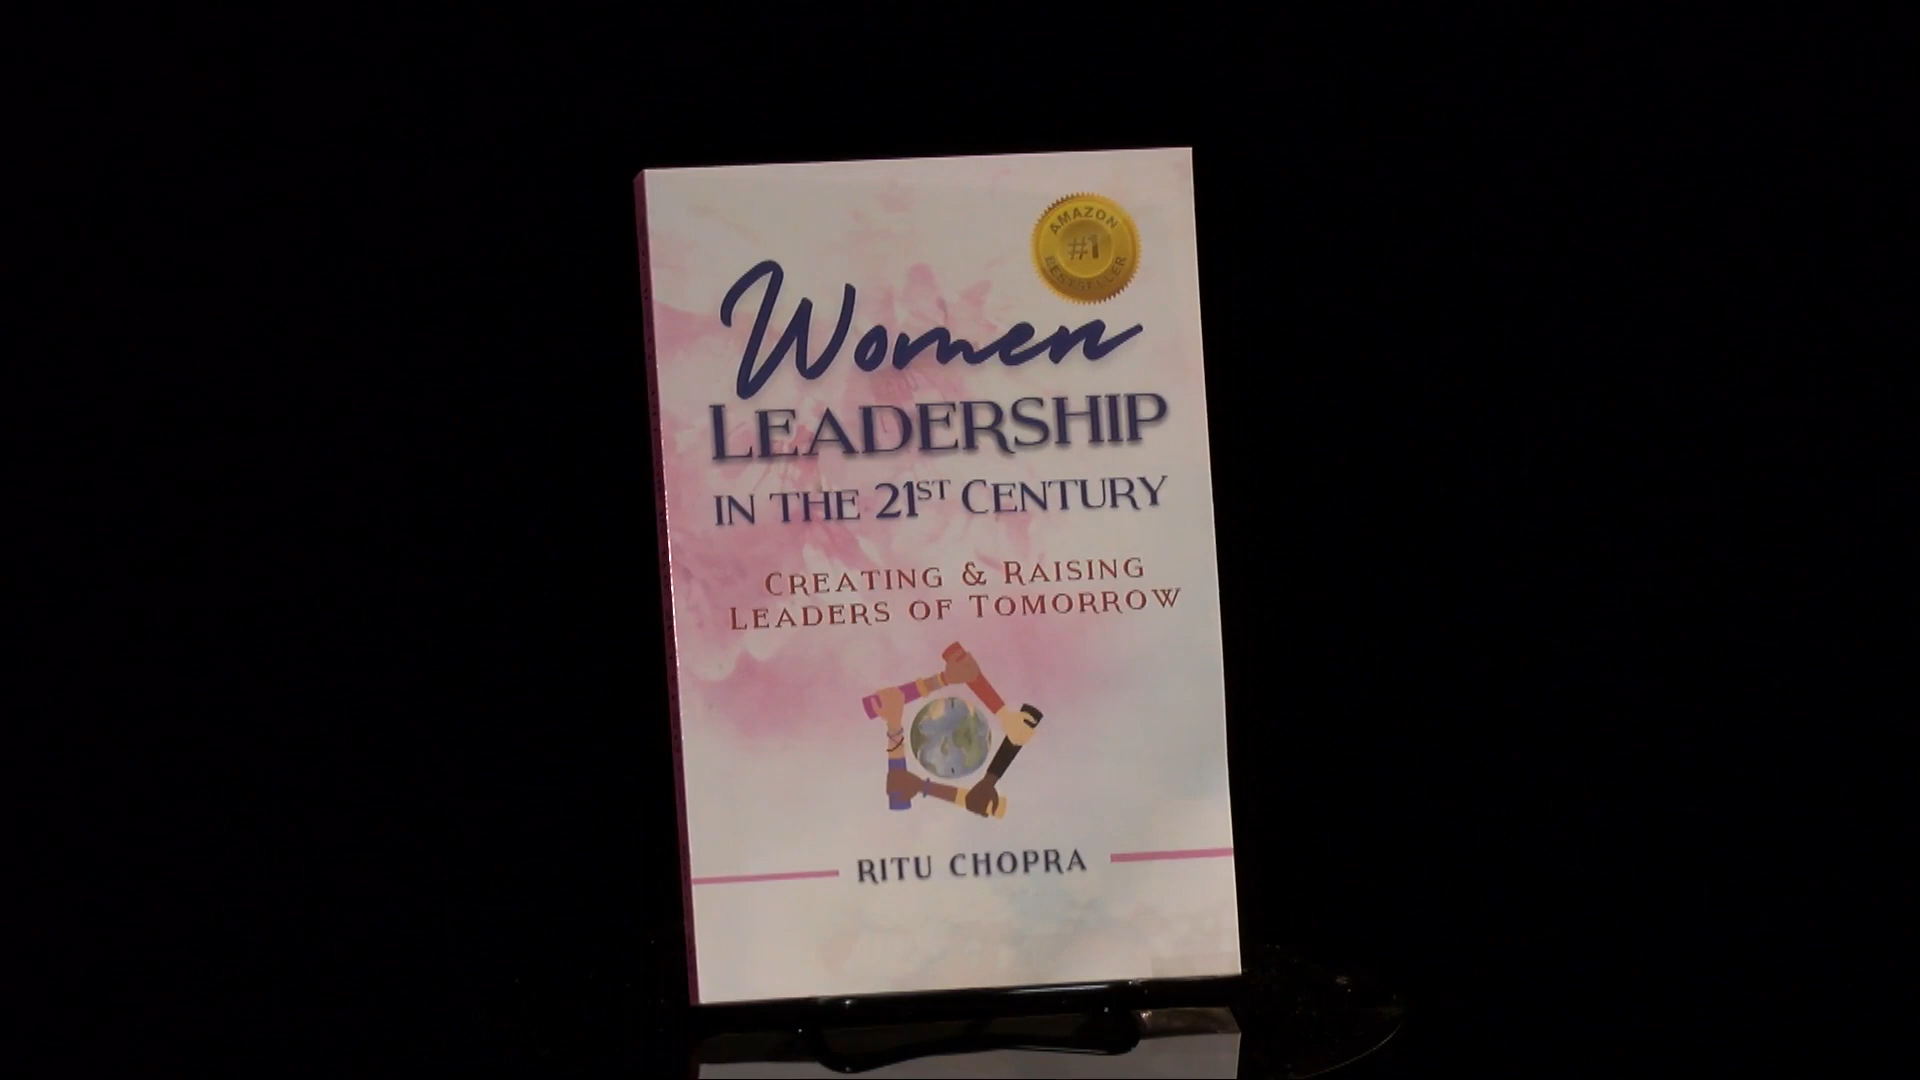 AMAZON
#1
BESTSELLER
Women
LEADERSHIP
IN THE 21ST CENTURY
CREATING & RAISING
LEADERS OF TOMORROW
RITU CHOPRA